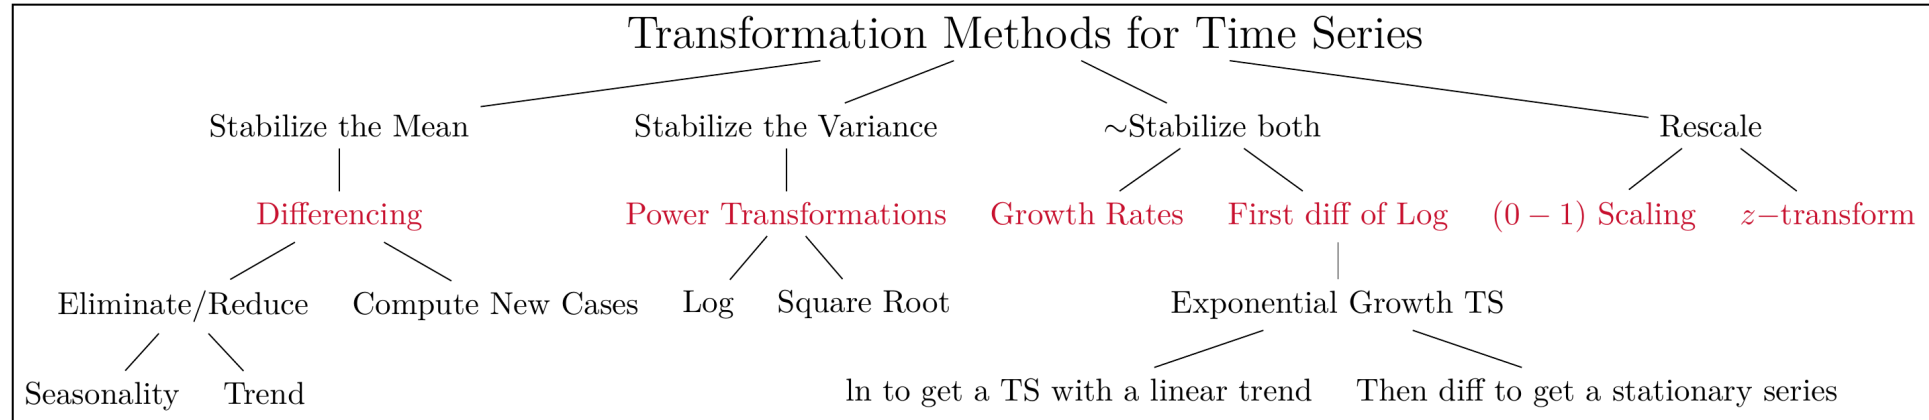 Transformation Methods for Time Series
Stabilize the Mean
Stabilize the Variance
∼Stabilize both
Rescale
Differencing
Power Transformations
Growth Rates
First diff of Log
(0 − 1) Scaling
z−transform
Eliminate/Reduce
Compute New Cases
Log
Square Root
Exponential Growth TS
Seasonality
Trend
ln to get a TS with a linear trend
Then diff to get a stationary series